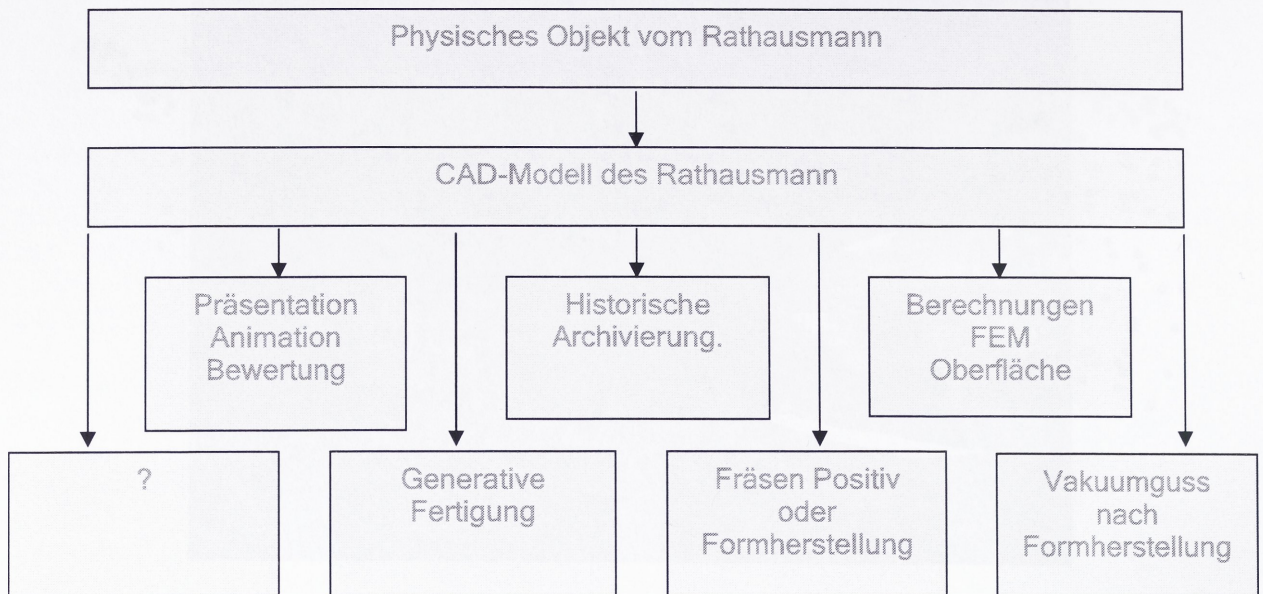 Physisches Objekt vom Rathausmann
CAD-Modell des Rathausmann
Präsentation
Animation
Bewertung
Historische
Archivierung.
Berechnungen
FEM
Oberfläche
?
Generative
Fertigung
Fräsen Positiv
oder
Formherstellung
Vakuumguss
nach
Formherstellung